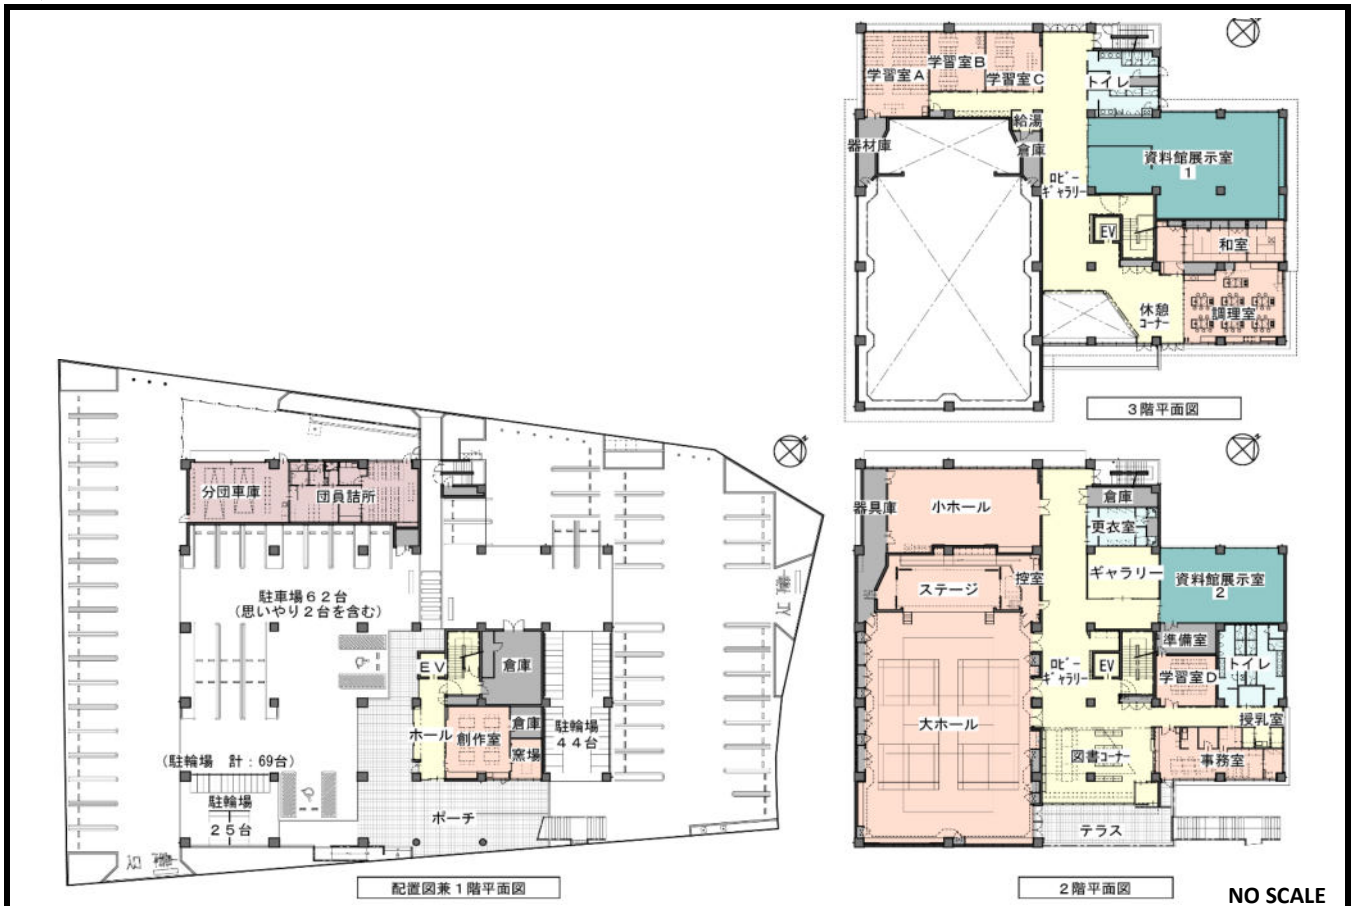 学習室A
学習室B
学習室C
トイレ
給湯
器材庫
倉庫
資料館展示室
1
ロビー
ギャラリー
EV
和室
休憩
コーナー
調理室
3階平面図
分団車庫
団員詰所
駐車場62台
(思いやり2台を含む)
EV
倉庫
ホール
創作室
倉庫
窯場
駐輪場
44台
(駐輪場 計:69台)
駐輪場
25台
ポーチ
配置図兼1階平面図
器具庫
小ホール
倉庫
更衣室
ステージ
控室
ギャラリー
資料館展示室
2
準備室
ロビー
ギャラリー
EV
学習室D
トイレ
大ホール
授乳室
図書コーナー
事務室
テラス
2階平面図
NO SCALE